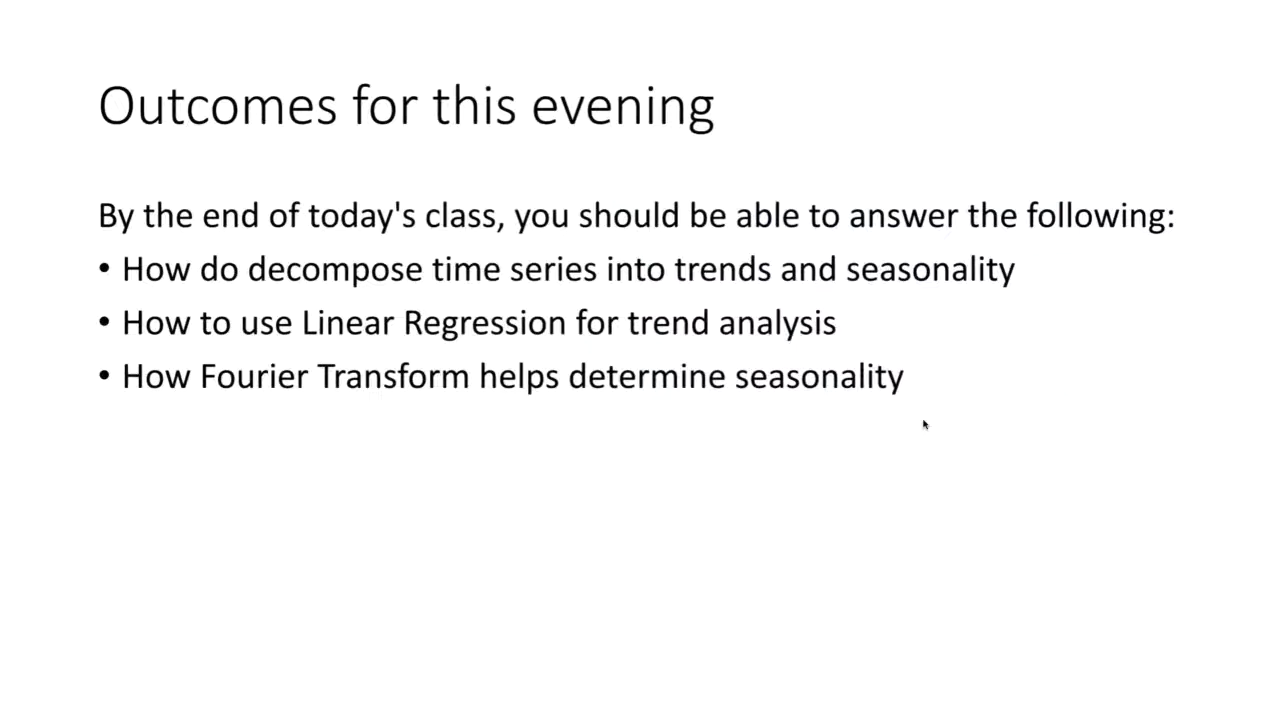 Outcomes for this evening
By the end of today's class, you should be able to answer the following:
• How do decompose time series into trends and seasonality
• How to use Linear Regression for trend analysis
• How Fourier Transform helps determine seasonality